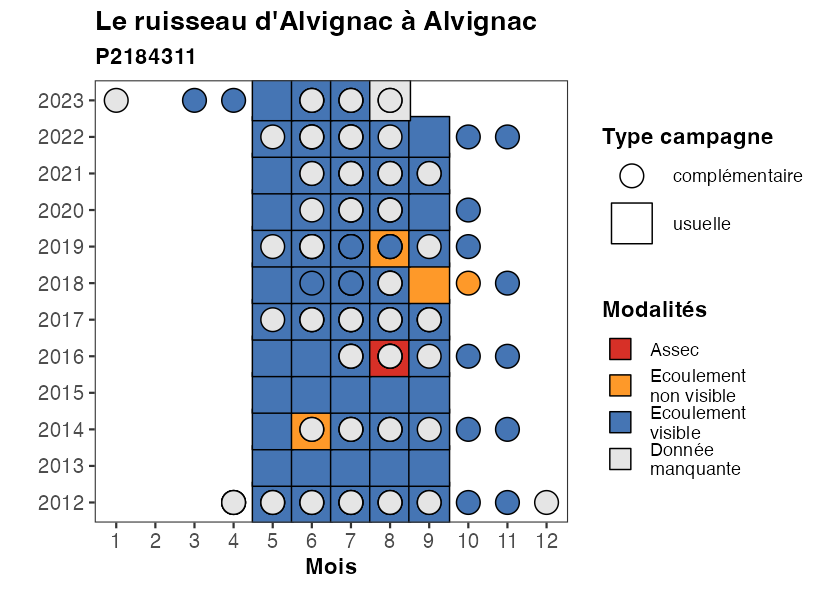 Le ruisseau d'Alvignac à Alvignac
P2184311
2023
2022
2021
2020
2019
2018
2017
2016
2015
2014
2013
2012
1 2 3 4 5 6 7 8 9 10 11 12
Mois
Type campagne
complémentaire
usuelle
Modalités
Assec
Ecoulement
non visible
Ecoulement
visible
Donnée
manquante